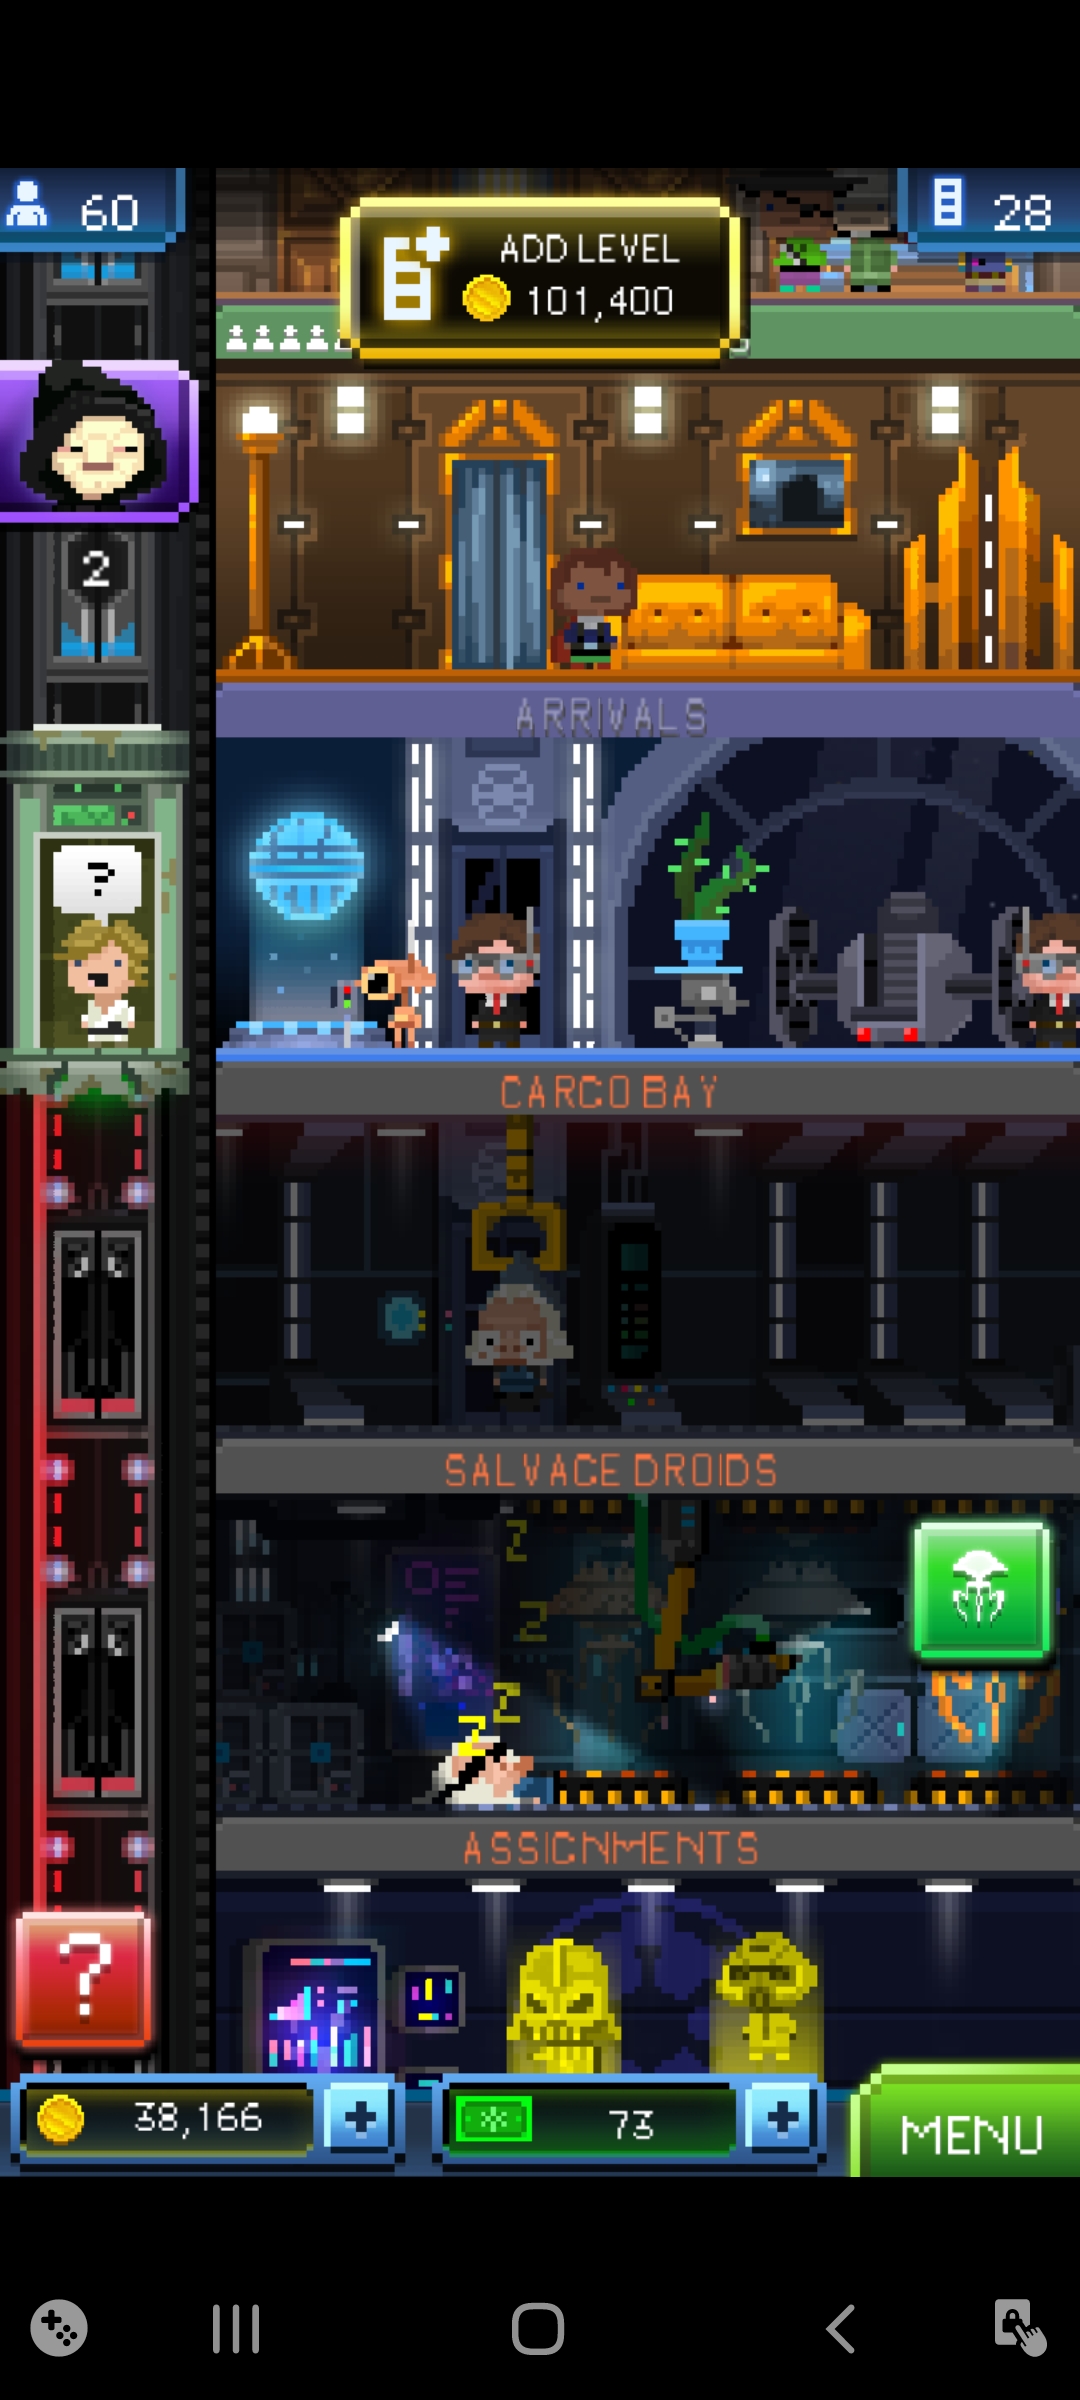 60
28
ADD LEVEL
101,400
2
ARRIVALS
?
CARGO BAY
SALVAGE DROIDS
Z
Z
Z
Z
ASSIGNMENTS
?
38,166
+
73
+
MENU